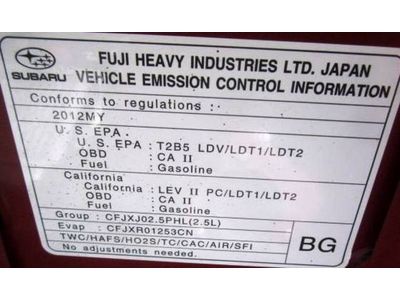 FUJI HEAVY INDUSTRIES LTD. JAPAN
SUBARU VEHICLE EMISSION CONTROL INFORMATION
Conforms to regulations :
2012MY
U. S. EPA
U. S. EPA : T2B5 LDV/LDT1/LDT2
OBD : CA II
Fuel : Gasoline
California
California : LEV II PC/LDT1/LDT2
OBD : CA II
Fuel : Gasoline
Group : CFJXJ02.5PHL(2.5L)
Evap : CFJXR01253CN
TWC/HAFS/HO2S/TC/CAC/AIR/SFI
No adjustments needed.
BG